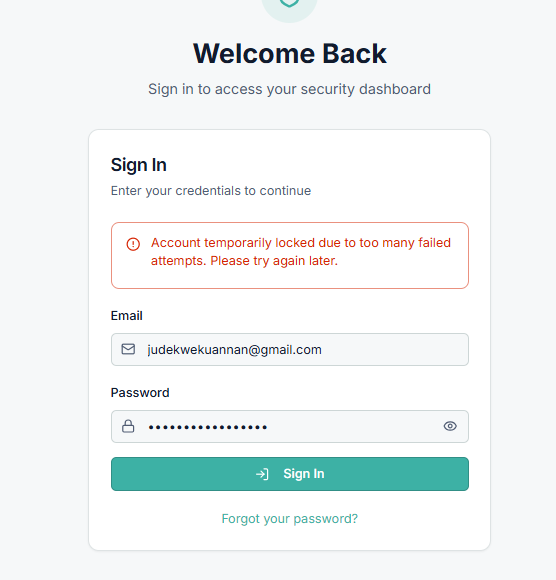 Welcome Back
Sign in to access your security dashboard
Sign In
Enter your credentials to continue
Account temporarily locked due to too many failed
attempts. Please try again later.
Email
judekwekuannan@gmail.com
Password
•••••••••••••••••
Sign In
Forgot your password?